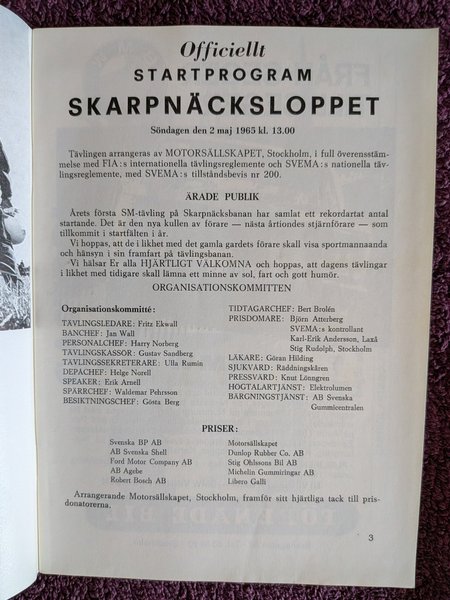 Officiellt
STARTPROGRAM
SKARPNÄCKSLOPPET
Söndagen den 2 maj 1965 kl. 13.00
Tävlingen arrangeras av MOTORSÄLLSKAPET, Stockholm, i full överensstäm-
melse med FIA:s internationella tävlingsreglemente och SVEMA:s nationella täv-
lingsreglemente, med SVEMA:s tillståndsbevis nr 200.
ÄRADE PUBLIK
Årets första SM-tävling på Skarpnäcksbanan har samlat ett rekordartat antal
startande. Det är den nya kullen av förare — nästa årtiondes stjärnförare — som
tillkommit i startfälten i år.
Vi hoppas, att de i likhet med det gamla gardets förare skall visa sportmannaanda
och hänsyn i sin framfart på tävlingsbanan.
Vi hälsar Er alla HJÄRTLIGT VÄLKOMNA och hoppas, att dagens tävlingar
i likhet med tidigare skall lämna ett minne av sol, fart och gott humör.
ORGANISATIONSKOMMITTEN
Organisationskommitté:
TÄVLINGSLEDARE: Fritz Ekwall
BANCHEF: Jan Wall
PERSONALCHEF: Harry Norberg
TÄVLINGSKASSÖR: Gustav Sandberg
TÄVLINGSSEKRETERARE: Ulla Rumin
DEPÅCHEF: Helge Norell
SPEAKER: Erik Arnell
SPÄRRCHEF: Waldemar Pehrsson
BESIKTNINGSCHEF: Gösta Berg
TIDTAGARCHEF: Bert Brolén
PRISDOMARE: Björn Atterberg
SVEMA:s kontrollant
Karl-Erik Andersson, Laxå
Stig Rudolph, Stockholm
LÄKARE: Göran Hilding
SJUKVÅRD: Räddningskåren
PRESSVÄRD: Knut Lönngren
HÖGTALARTJÄNST: Elektrolumen
BÄRGNINGSTJÄNST: AB Svenska
Gummicentralen
PRISER:
Svenska BP AB
AB Svenska Shell
Ford Motor Company AB
AB Agebe
Robert Bosch AB
Motorsällskapet
Dunlop Rubber Co. AB
Stig Ohlssons Bil AB
Michelin Gummiringar AB
Libero Galli
Arrangerande Motorsällskapet, Stockholm, framför sitt hjärtliga tack till pris-
donatorerna.
3